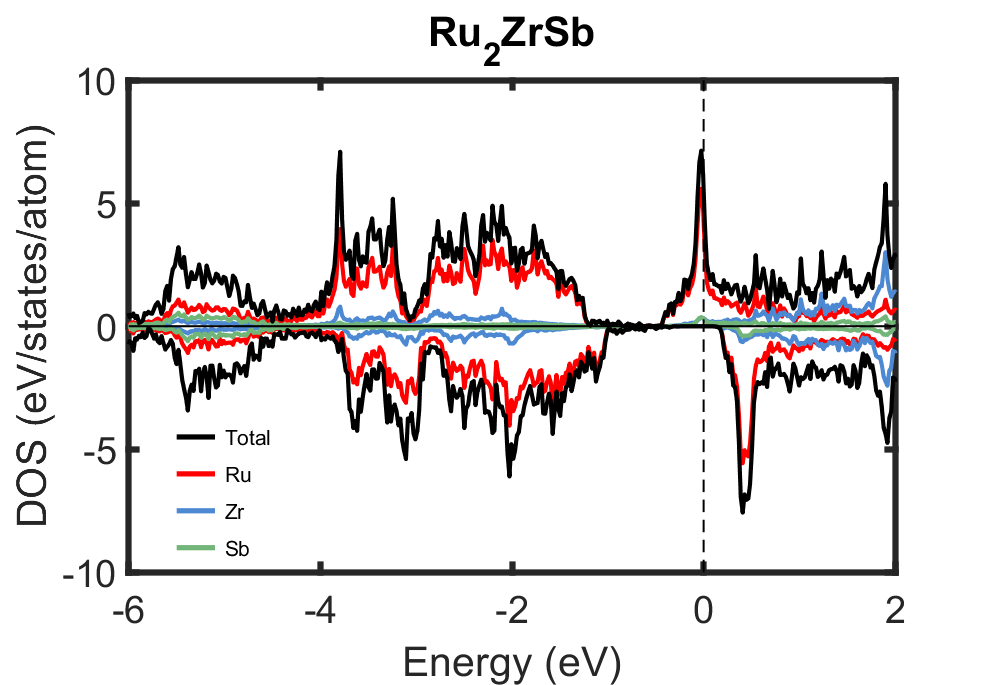 Ru2ZrSb
10
5
0
-5
-10
DOS (eV/states/atom)
Total
Ru
Zr
Sb
-6 -4 -2 0 2
Energy (eV)